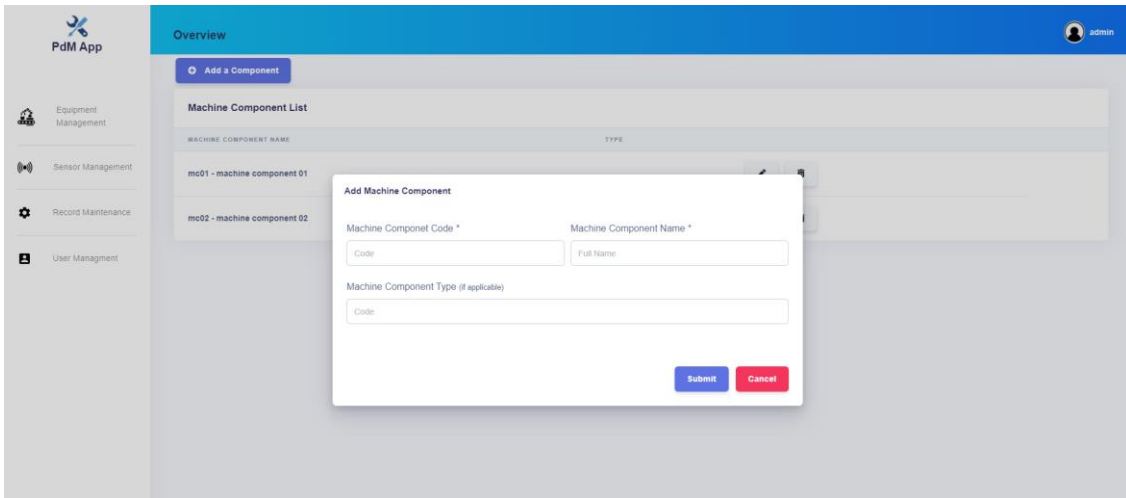 PdM App
Overview
admin
Add a Component
Equipment
Management
Machine Component List
MACHINE COMPONENT NAME
TYPE
Sensor Management
mc01 - machine component 01
Add Machine Component
Record Maintenance
mc02 - machine component 02
Machine Componet Code *
Machine Component Name *
Code
Full Name
User Managment
Machine Component Type (if applicable)
Code
Submit
Cancel